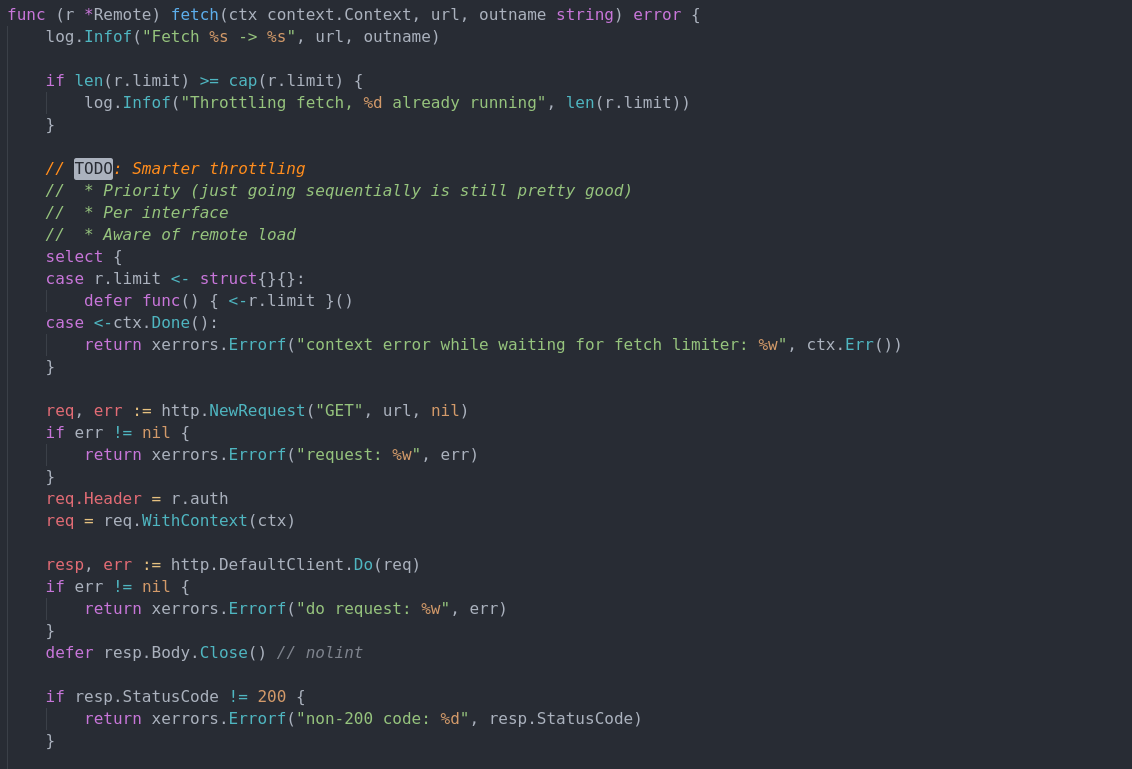 func (r *Remote) fetch(ctx context.Context, url, outname string) error {
    log.Infof("Fetch %s -> %s", url, outname)

    if len(r.limit) >= cap(r.limit) {
        log.Infof("Throttling fetch, %d already running", len(r.limit))
    }

    // TODO: Smarter throttling
    //  * Priority (just going sequentially is still pretty good)
    //  * Per interface
    //  * Aware of remote load
    select {
    case r.limit <- struct{}{}:
        defer func() { <-r.limit }()
    case <-ctx.Done():
        return xerrors.Errorf("context error while waiting for fetch limiter: %w", ctx.Err())
    }

    req, err := http.NewRequest("GET", url, nil)
    if err != nil {
        return xerrors.Errorf("request: %w", err)
    }
    req.Header = r.auth
    req = req.WithContext(ctx)

    resp, err := http.DefaultClient.Do(req)
    if err != nil {
        return xerrors.Errorf("do request: %w", err)
    }
    defer resp.Body.Close() // nolint

    if resp.StatusCode != 200 {
        return xerrors.Errorf("non-200 code: %d", resp.StatusCode)
    }